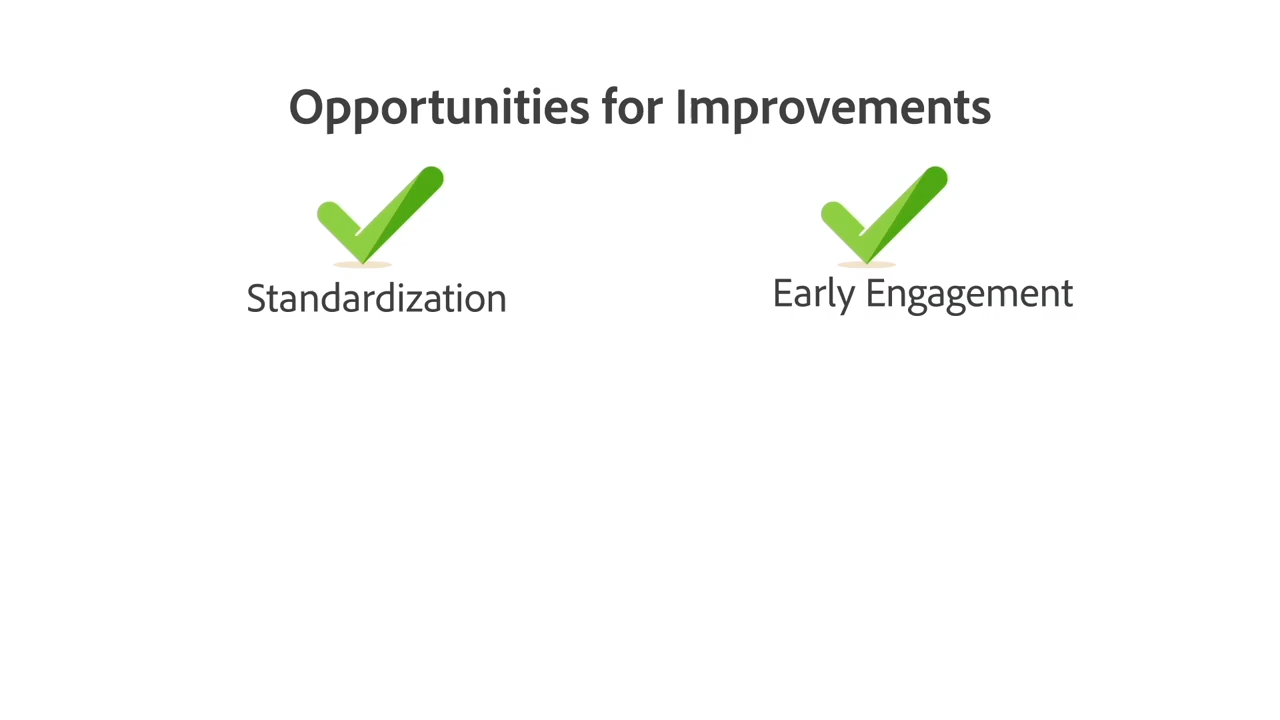 Opportunities for Improvements
Standardization
Early Engagement